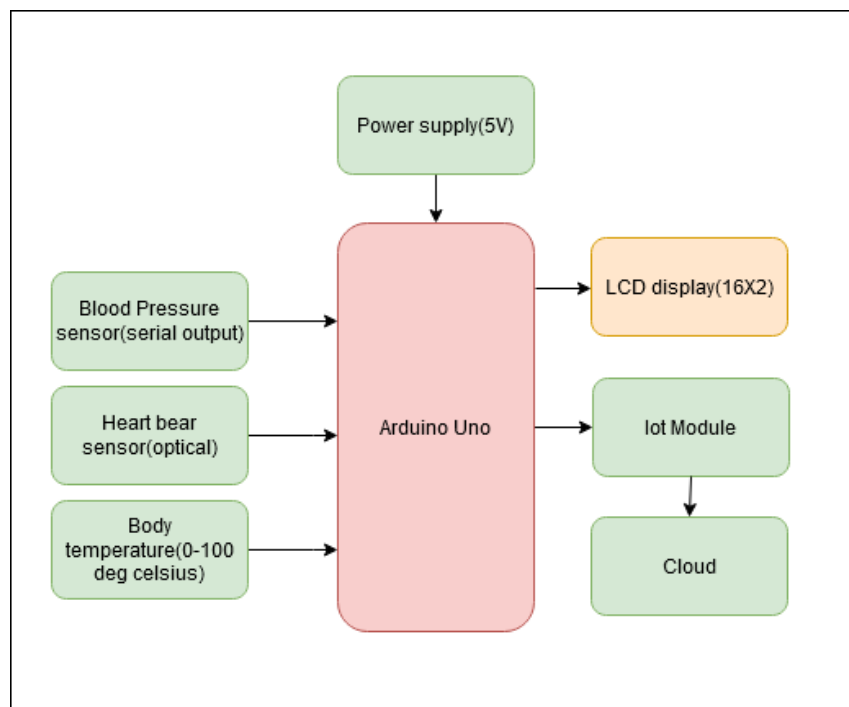 Power supply(5V)
Blood Pressure
sensor(serial output)
Heart bear
sensor(optical)
Body
temperature(0-100
deg celsius)
Arduino Uno
LCD display(16X2)
Iot Module
Cloud